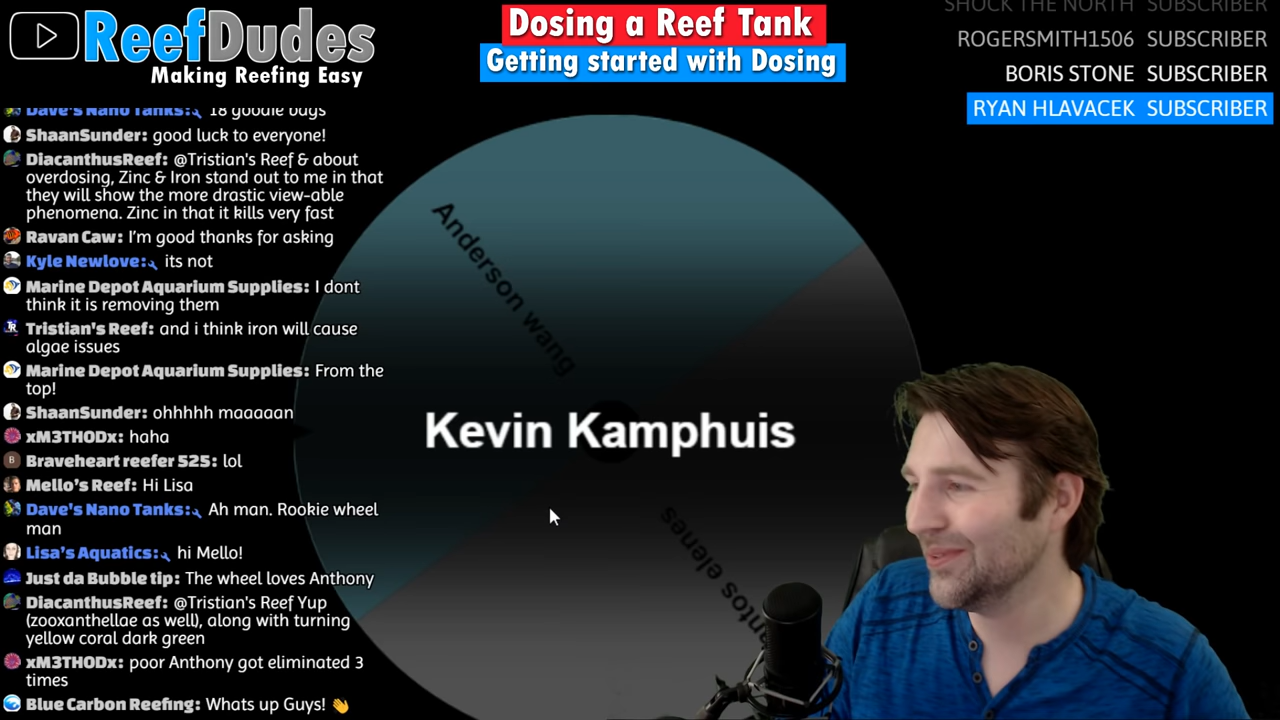 ReefDudes
Making Reefing Easy
Dosing a Reef Tank
Getting started with Dosing
SHOCK THE NORTH SUBSCRIBER
ROGERSMITH1506 SUBSCRIBER
BORIS STONE SUBSCRIBER
RYAN HLAVACEK SUBSCRIBER
Dave's Nano Tanks: 18 goodie bags
ShaanSunder: good luck to everyone!
DiacanthusReef: @Tristian's Reef & about
overdosing, Zinc & Iron stand out to me in that
they will show the more drastic view-able
phenomena. Zinc in that it kills very fast
Ravan Caw: I'm good thanks for asking
Kyle Newlove: its not
Marine Depot Aquarium Supplies: I dont
think it is removing them
Tristian's Reef: and i think iron will cause
algae issues
Marine Depot Aquarium Supplies: From the
top!
ShaanSunder: ohhhhh maaaaan
xM3THODx: haha
B Braveheart reefer 525: lol
Mello's Reef: Hi Lisa
Dave's Nano Tanks: Ah man. Rookie wheel
man
Lisa's Aquatics: hi Mello!
Just da Bubble tip: The wheel loves Anthony
DiacanthusReef: @Tristian's Reef Yup
(zooxanthellae as well), along with turning
yellow coral dark green
xM3THODx: poor Anthony got eliminated 3
times
Blue Carbon Reefing: Whats up Guys! 👋
Anderson wang
Kevin Kamphuis
elenes